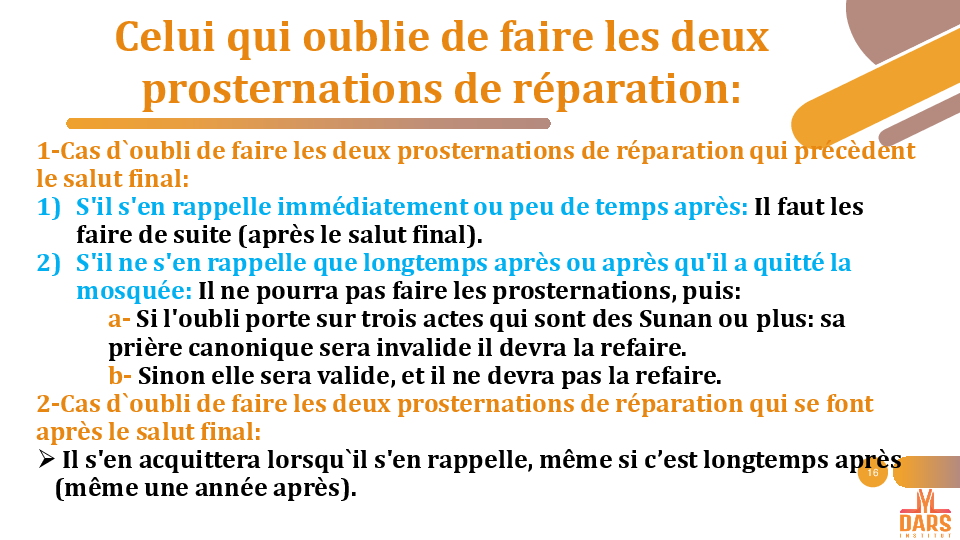 Celui qui oublie de faire les deux
prosternations de réparation:
1-Cas d`oubli de faire les deux prosternations de réparation qui précèdent
le salut final:
1) S'il s'en rappelle immédiatement ou peu de temps après: Il faut les
faire de suite (après le salut final).
2) S'il ne s'en rappelle que longtemps après ou après qu'il a quitté la
mosquée: Il ne pourra pas faire les prosternations, puis:
a- Si l'oubli porte sur trois actes qui sont des Sunan ou plus: sa
prière canonique sera invalide il devra la refaire.
b- Sinon elle sera valide, et il ne devra pas la refaire.
2-Cas d`oubli de faire les deux prosternations de réparation qui se font
après le salut final:
➢ Il s'en acquittera lorsqu`il s'en rappelle, même si c’est longtemps après
(même une année après).
16
DARS
INSTITUT